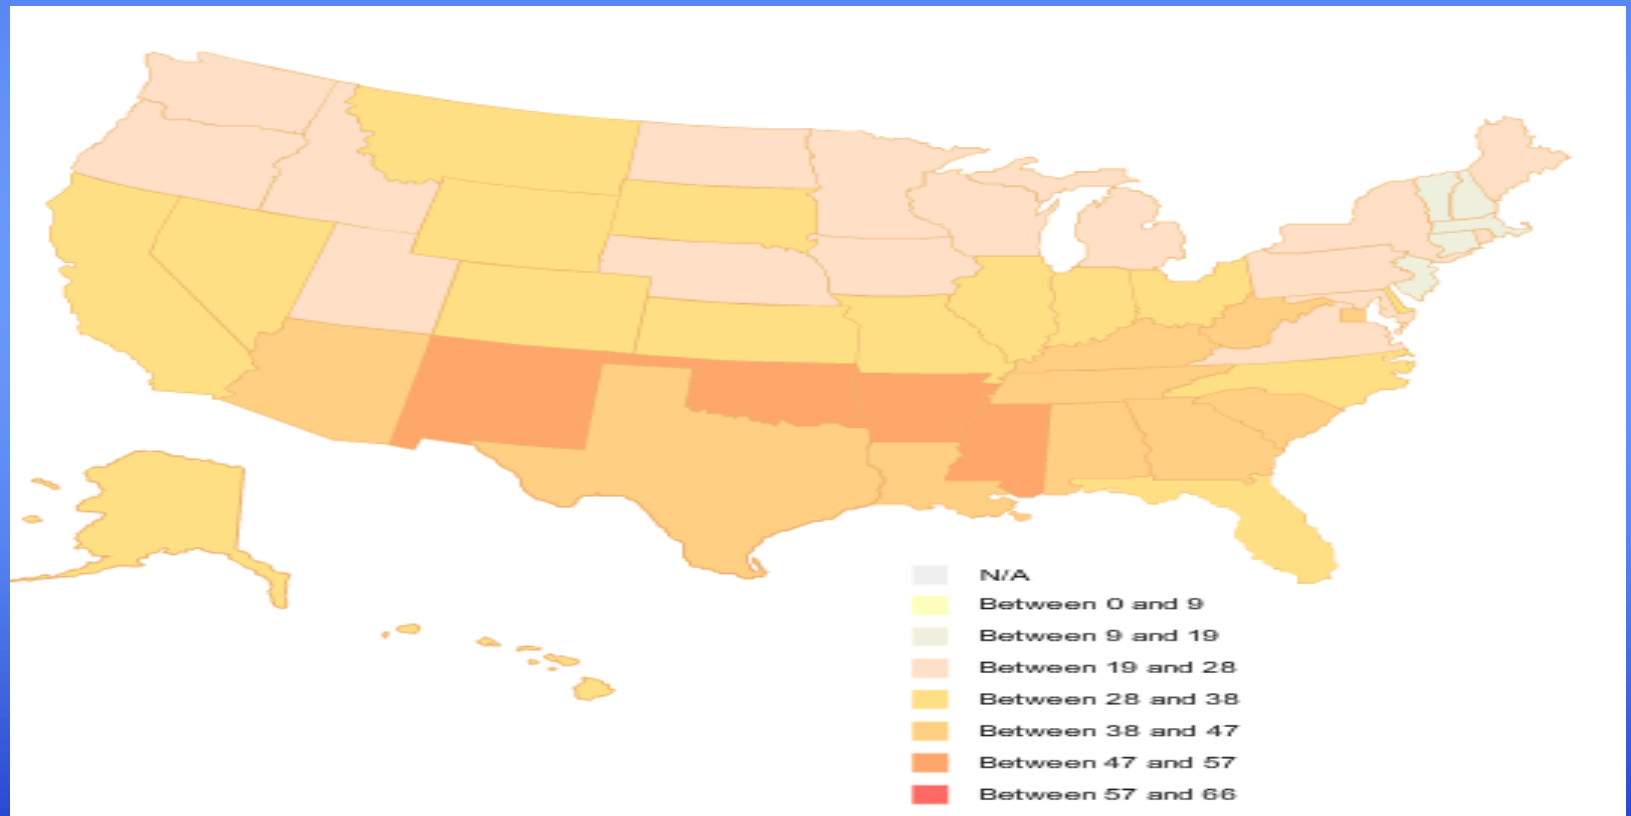 N/A
Between 0 and 9
Between 9 and 19
Between 19 and 28
Between 28 and 38
Between 38 and 47
Between 47 and 57
Between 57 and 66